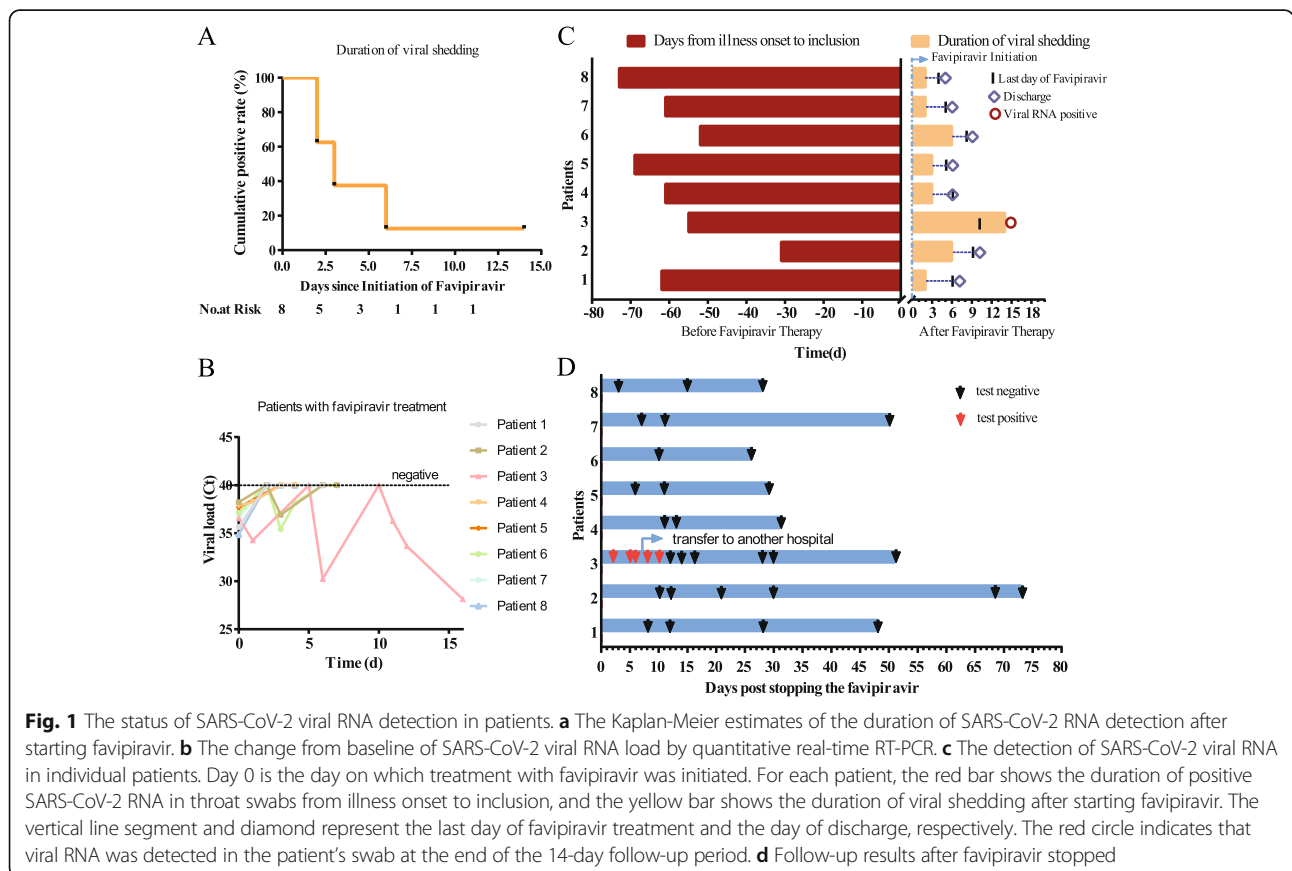 A
Duration of viral shedding
Cumulative positive rate (%)
100
80
60
40
20
0
0.0 2.5 5.0 7.5 10.0 12.5 15.0
Days since Initiation of Favipiravir
No.at Risk 8 5 3 1 1 1
C
Days from illness onset to inclusion
Duration of viral shedding
Favipiravir Initiation
Last day of Favipiravir
Discharge
Viral RNA positive
Patients
8
7
6
5
4
3
2
1
-80 -70 -60 -50 -40 -30 -20 -10 0 0 3 6 9 12 15 18
Before Favipiravir Therapy After Favipiravir Therapy
Time(d)
B
Patients with favipiravir treatment
Viral load (Ct)
45
40
35
30
25
negative
0 5 10 15
Time (d)
Patient 1
Patient 2
Patient 3
Patient 4
Patient 5
Patient 6
Patient 7
Patient 8
D
test negative
test positive
transfer to another hospital
Patients
8
7
6
5
4
3
2
1
0 5 10 15 20 25 30 35 40 45 50 55 60 65 70 75 80
Days post stopping the favipiravir
Fig. 1 The status of SARS-CoV-2 viral RNA detection in patients. a The Kaplan-Meier estimates of the duration of SARS-CoV-2 RNA detection after
starting favipiravir. b The change from baseline of SARS-CoV-2 viral RNA load by quantitative real-time RT-PCR. c The detection of SARS-CoV-2 viral RNA
in individual patients. Day 0 is the day on which treatment with favipiravir was initiated. For each patient, the red bar shows the duration of positive
SARS-CoV-2 RNA in throat swabs from illness onset to inclusion, and the yellow bar shows the duration of viral shedding after starting favipiravir. The
vertical line segment and diamond represent the last day of favipiravir treatment and the day of discharge, respectively. The red circle indicates that
viral RNA was detected in the patient's swab at the end of the 14-day follow-up period. d Follow-up results after favipiravir stopped